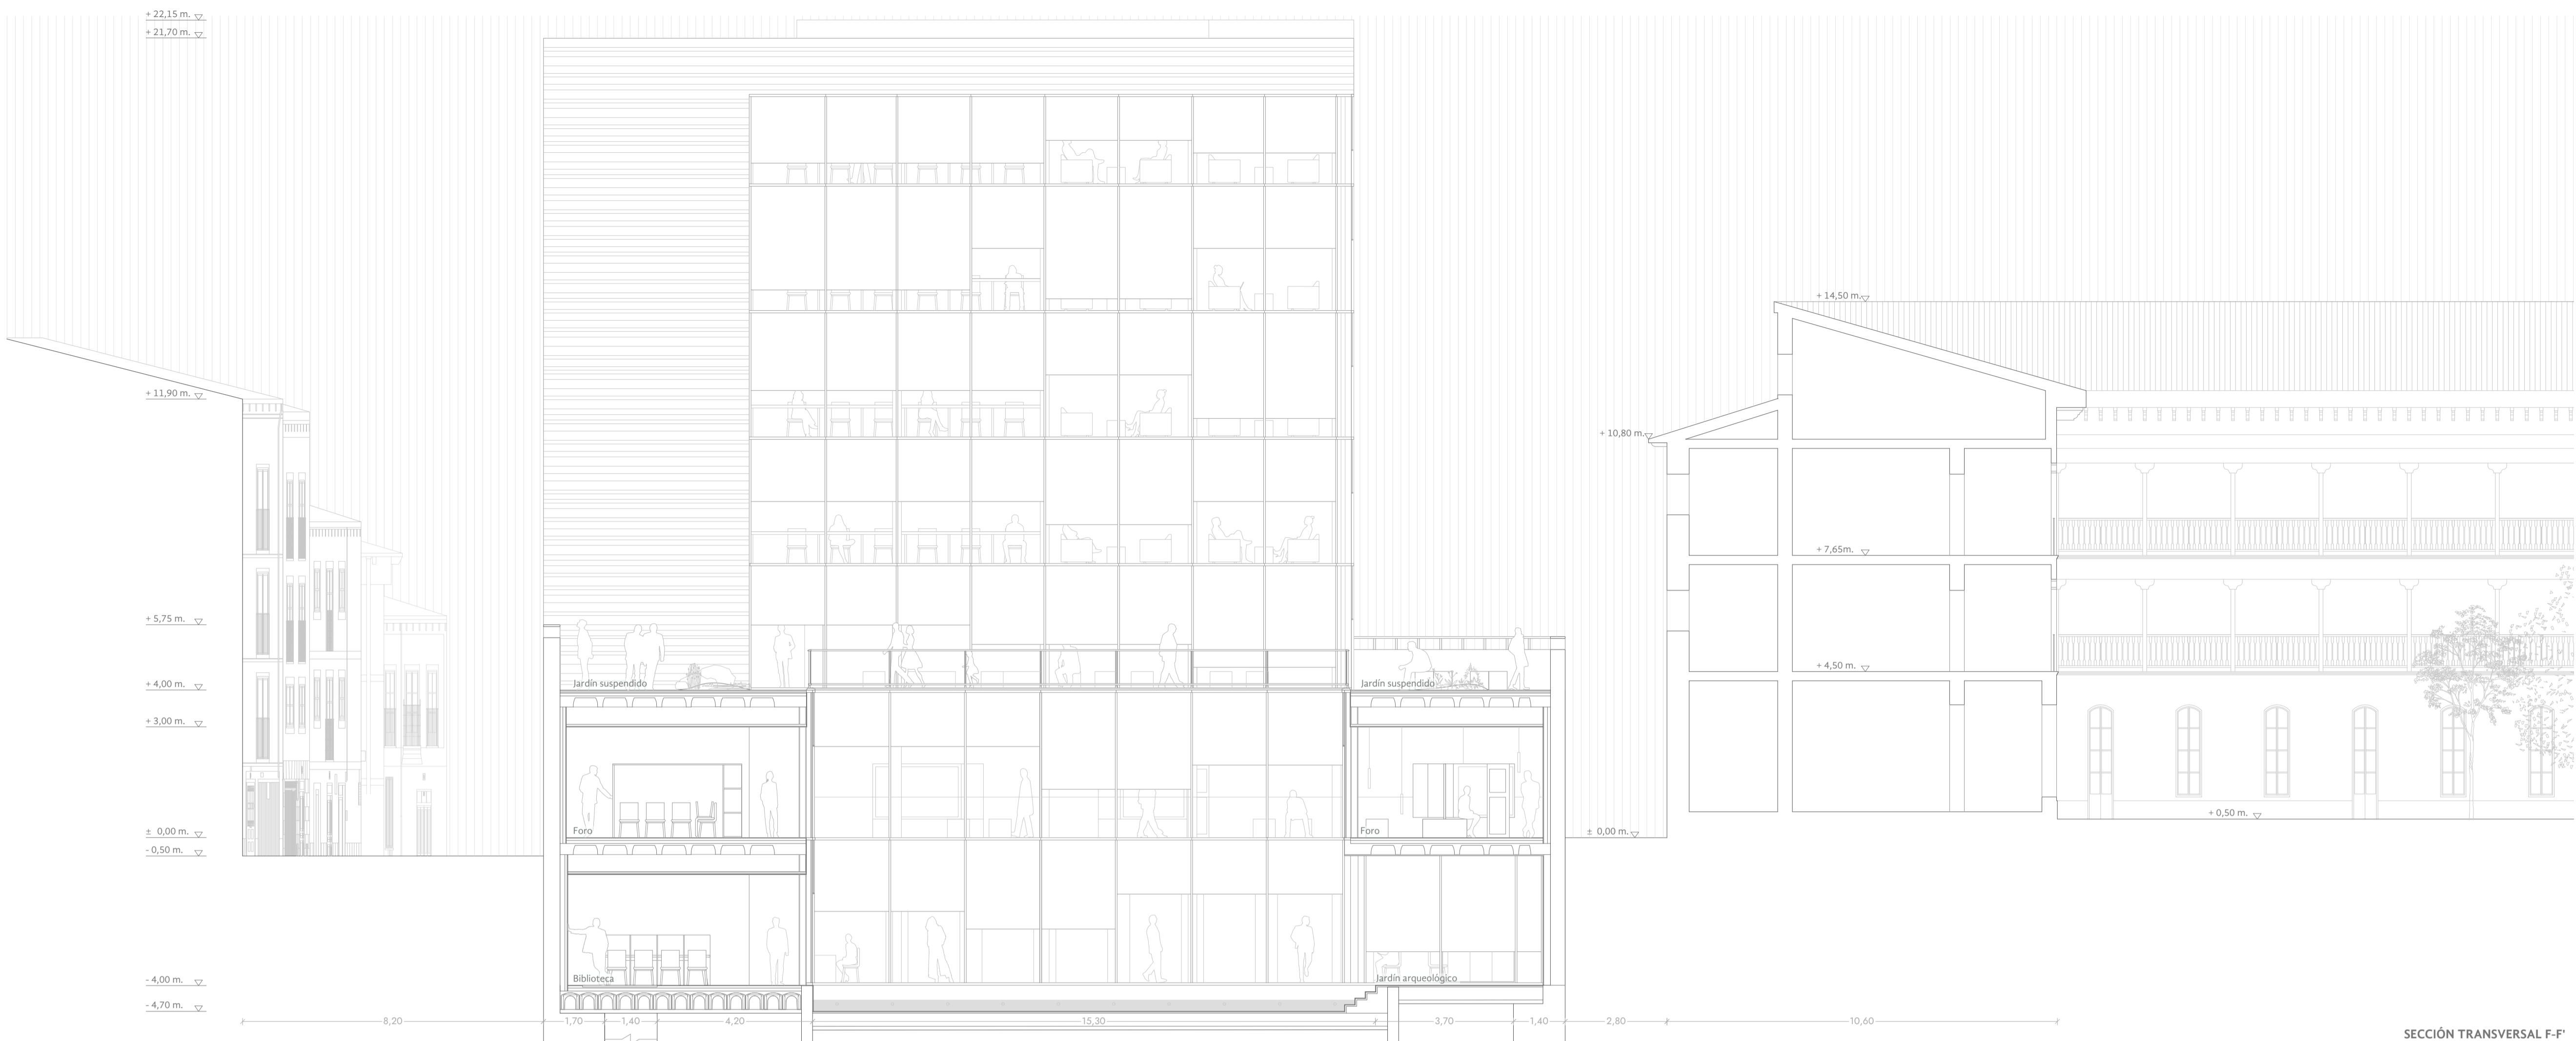 + 22,15 m.
+ 21,70 m.
+ 14,50 m.
+ 11,90 m.
+ 10,80 m.
+ 7,65m.
+ 5,75 m.
+ 4,50 m.
+ 4,00 m.
Jardín suspendido
Jardín suspendido
+ 3,00 m.
+ 0,50 m.
± 0,00 m.
Foro
Foro
± 0,00 m.
- 0,50 m.
- 4,00 m.
Biblioteca
Jardín arqueológico
- 4,70 m.
8,20
1,70
1,40
4,20
15,30
3,70
1,40
2,80
10,60
SECCIÓN TRANSVERSAL F-F'